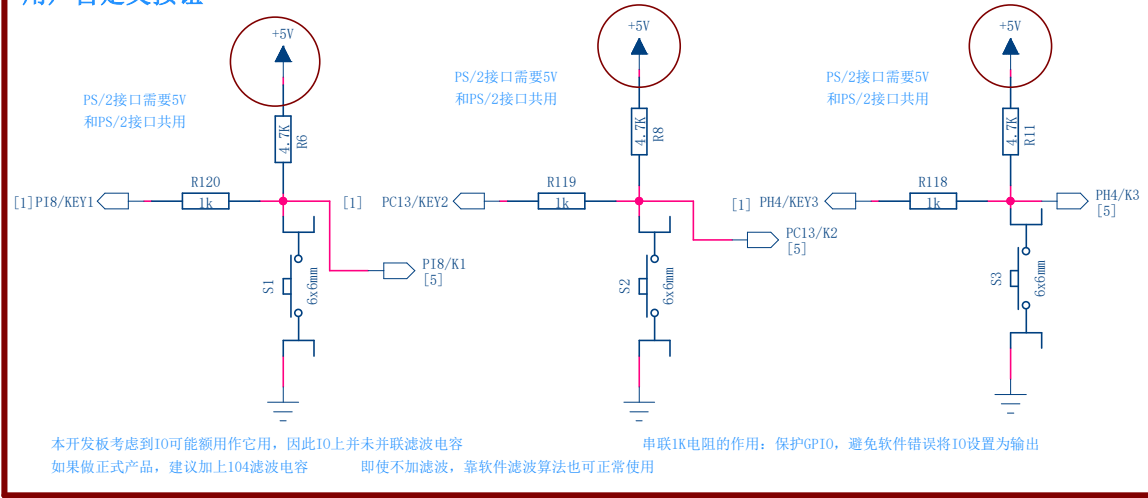 用户自定义按钮
+5V
+5V
+5V
PS/2接口需要5V
和PS/2接口共用
PS/2接口需要5V
和PS/2接口共用
PS/2接口需要5V
和PS/2接口共用
4.7K
R6
4.7K
R8
4.7K
R11
[1]PI8/KEY1
R120
1k
[1]
PC13/KEY2
R119
1k
[1]
PH4/KEY3
R118
1k
PH4/K3
[5]
PC13/K2
[5]
PI8/K1
[5]
S1
6x6mm
S2
6x6mm
S3
6x6mm
本开发板考虑到IO可能额用作它用，因此IO上并未并联滤波电容
串联1K电阻的作用：保护GPIO，避免软件错误将IO设置为输出
如果做正式产品，建议加上104滤波电容
即使不加滤波，靠软件滤波算法也可正常使用